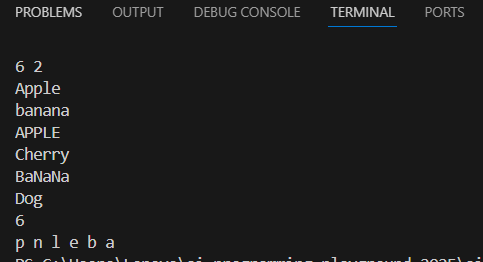 PROBLEMS OUTPUT DEBUG CONSOLE TERMINAL PORTS
6 2
Apple
banana
APPLE
Cherry
BaNaNa
Dog
6
p n l e b a